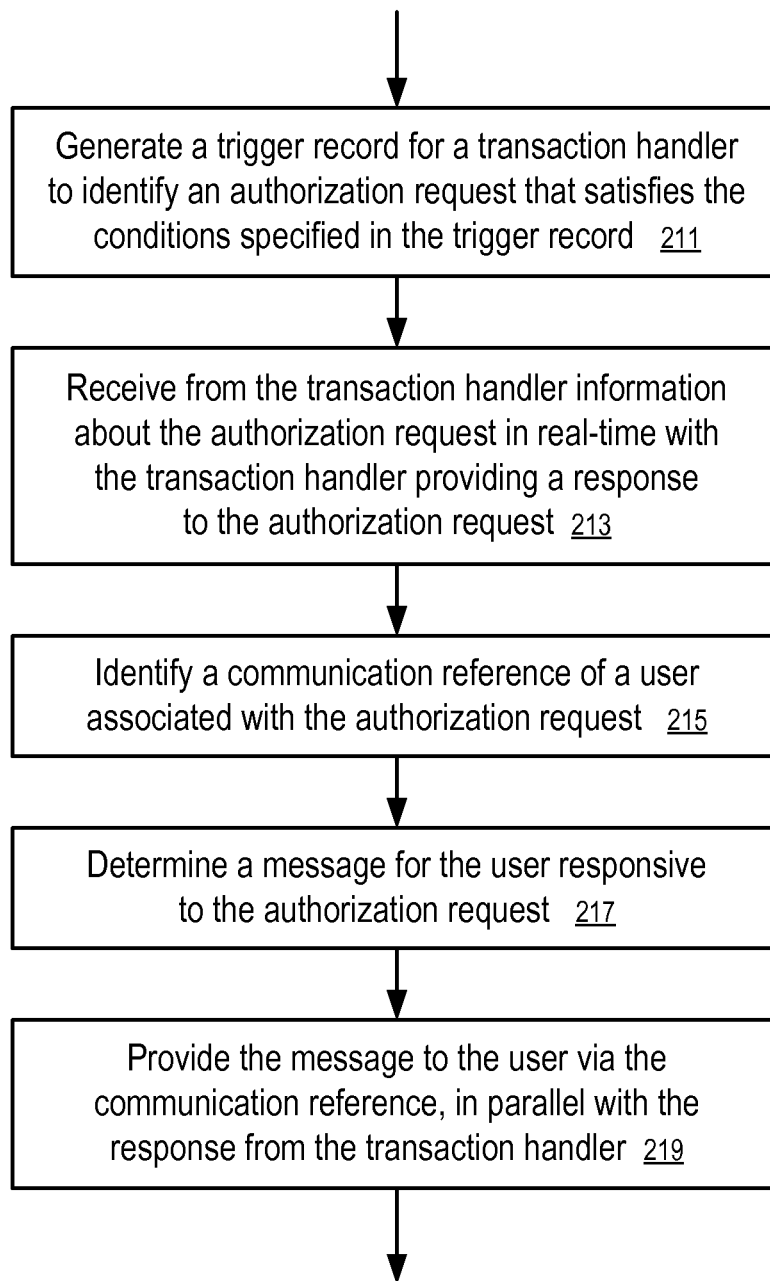 Generate a trigger record for a transaction handler
to identify an authorization request that satisfies the
conditions specified in the trigger record 211
Receive from the transaction handler information
about the authorization request in real-time with
the transaction handler providing a response
to the authorization request 213
Identify a communication reference of a user
associated with the authorization request 215
Determine a message for the user responsive
to the authorization request 217
Provide the message to the user via the
communication reference, in parallel with the
response from the transaction handler 219